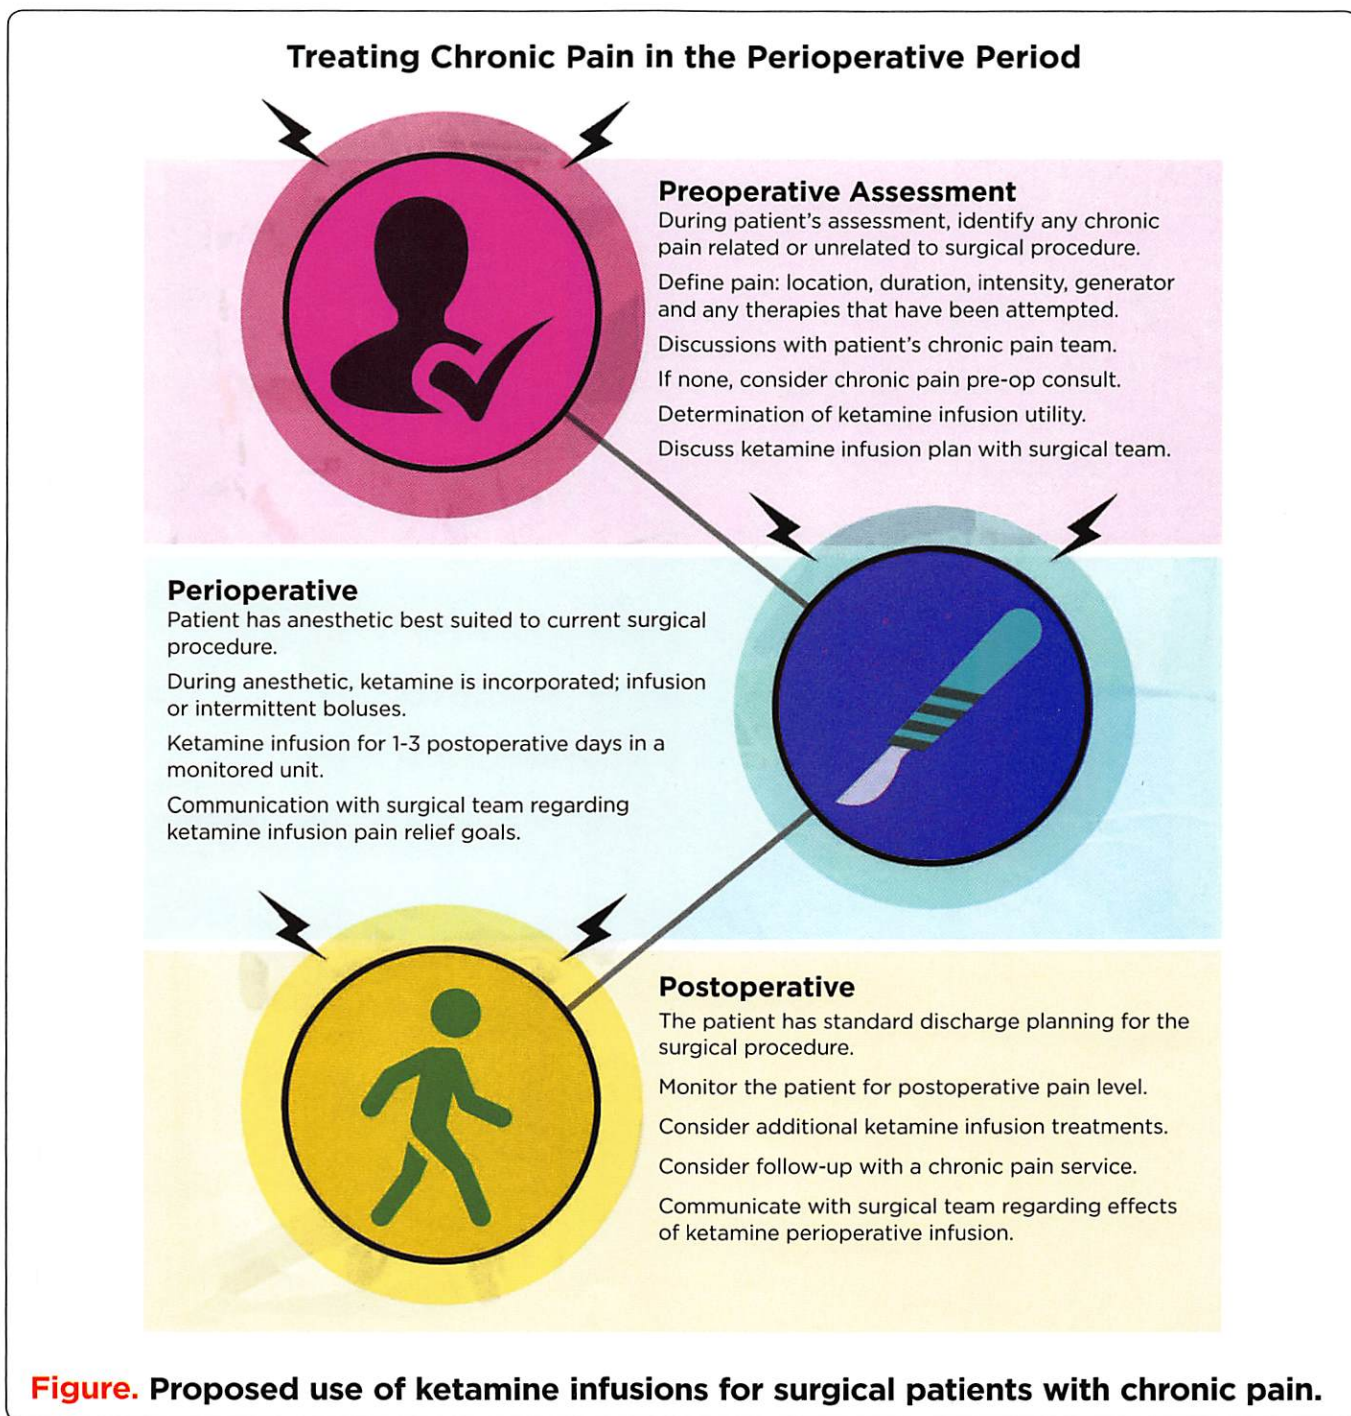 Treating Chronic Pain in the Perioperative Period
Preoperative Assessment
During patient's assessment, identify any chronic
pain related or unrelated to surgical procedure.
Define pain: location, duration, intensity, generator
and any therapies that have been attempted.
Discussions with patient's chronic pain team.
If none, consider chronic pain pre-op consult.
Determination of ketamine infusion utility.
Discuss ketamine infusion plan with surgical team.
Perioperative
Patient has anesthetic best suited to current surgical
procedure.
During anesthetic, ketamine is incorporated; infusion
or intermittent boluses.
Ketamine infusion for 1-3 postoperative days in a
monitored unit.
Communication with surgical team regarding
ketamine infusion pain relief goals.
Postoperative
The patient has standard discharge planning for the
surgical procedure.
Monitor the patient for postoperative pain level.
Consider additional ketamine infusion treatments.
Consider follow-up with a chronic pain service.
Communicate with surgical team regarding effects
of ketamine perioperative infusion.
Figure. Proposed use of ketamine infusions for surgical patients with chronic pain.